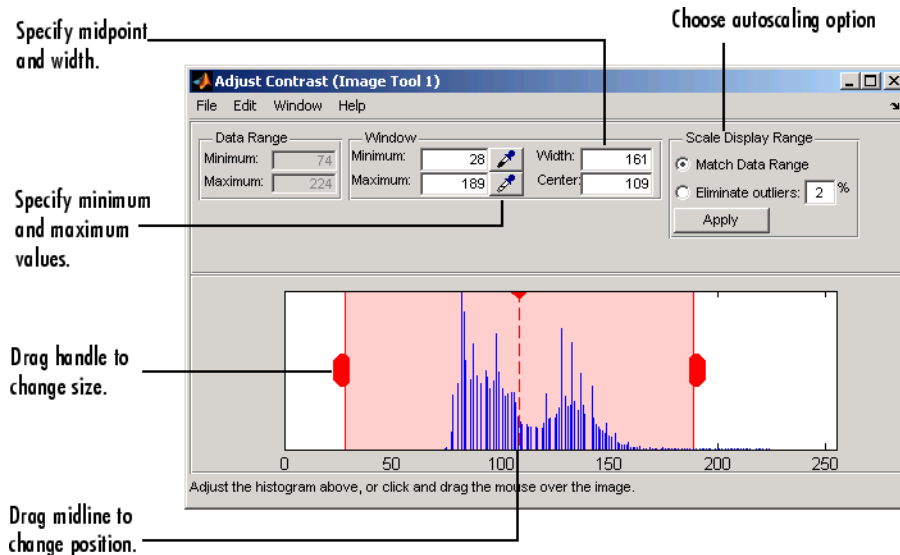 Choose autoscaling option
Specify midpoint
and width.
Adjust Contrast (Image Tool 1)
File Edit Window Help
Data Range
Minimum: 74
Maximum: 224
Window
Minimum: 28
Maximum: 189
Width: 161
Center: 109
Scale Display Range
Match Data Range
Eliminate outliers: 2 %
Apply
Specify minimum
and maximum
values.
Drag handle to
change size.
0 50 100 150 200 250
Adjust the histogram above, or click and drag the mouse over the image.
Drag midline to
change position.